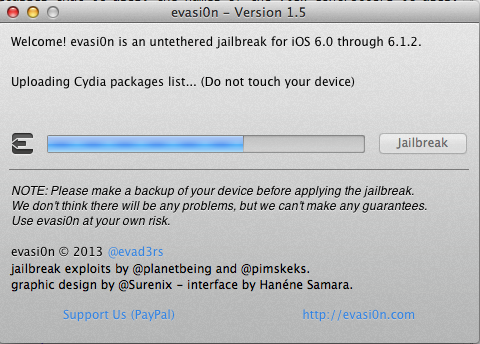 evasi0n - Version 1.5
Welcome! evasi0n is an untethered jailbreak for iOS 6.0 through 6.1.2.
Uploading Cydia packages list... (Do not touch your device)
Jailbreak
NOTE: Please make a backup of your device before applying the jailbreak.
We don't think there will be any problems, but we can't make any guarantees.
Use evasi0n at your own risk.
evasi0n © 2013 @evad3rs
jailbreak exploits by @planetbeing and @pimskeks.
graphic design by @Surenix - interface by Hanéne Samara.
Support Us (PayPal) http://evasi0n.com